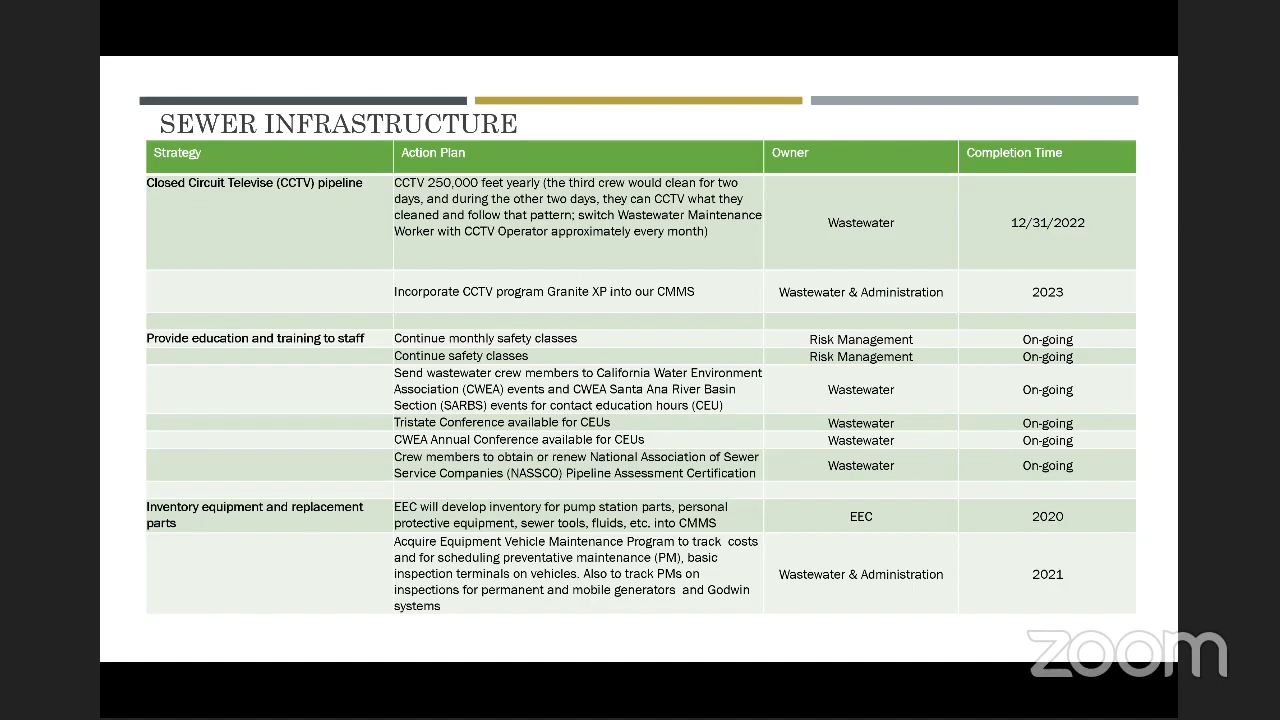 SEWER INFRASTRUCTURE
Strategy
Action Plan
Owner
Completion Time
Closed Circuit Televise (CCTV) pipeline
CCTV 250,000 feet yearly (the third crew would clean for two
days, and during the other two days, they can CCTV what they
cleaned and follow that pattern; switch Wastewater Maintenance
Worker with CCTV Operator approximately every month)
Wastewater
12/31/2022
Incorporate CCTV program Granite XP into our CMMS
Wastewater & Administration
2023
Provide education and training to staff
Continue monthly safety classes
Risk Management
On-going
Continue safety classes
Risk Management
On-going
Send wastewater crew members to California Water Environment
Association (CWEA) events and CWEA Santa Ana River Basin
Section (SARBS) events for contact education hours (CEU)
Wastewater
On-going
Tristate Conference available for CEUs
Wastewater
On-going
CWEA Annual Conference available for CEUs
Wastewater
On-going
Crew members to obtain or renew National Association of Sewer
Service Companies (NASSCO) Pipeline Assessment Certification
Wastewater
On-going
Inventory equipment and replacement
parts
EEC will develop inventory for pump station parts, personal
protective equipment, sewer tools, fluids, etc. into CMMS
EEC
2020
Acquire Equipment Vehicle Maintenance Program to track costs
and for scheduling preventative maintenance (PM), basic
inspection terminals on vehicles. Also to track PMs on
inspections for permanent and mobile generators and Godwin
systems
Wastewater & Administration
2021
zoom